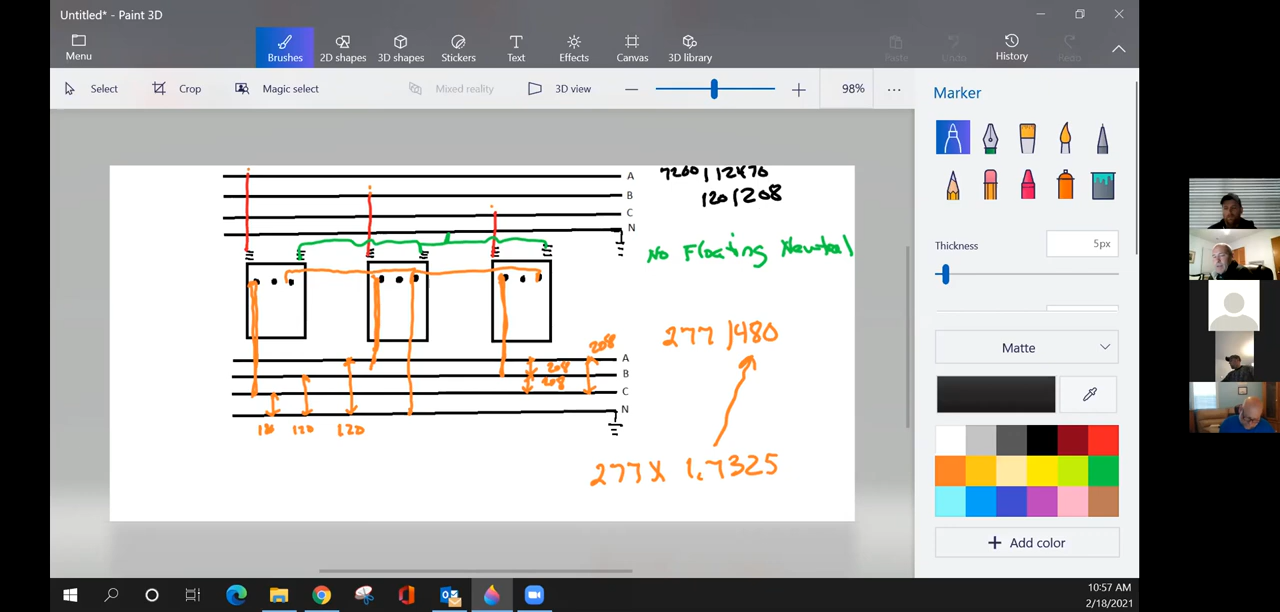 Untitled* - Paint 3D
Menu
Brushes
2D shapes
3D shapes
Stickers
Text
Effects
Canvas
3D library
Paste
Undo
History
Redo
Select
Crop
Magic select
Mixed reality
3D view
98%
Marker
Thickness
5px
Matte
Add color
7200 / 12470
120/208
A
B
C
N
No Floating Neutral
277 /480
208
208
208
A
B
C
N
120
120
277 X 1.7325
10:57 AM
2/18/2021